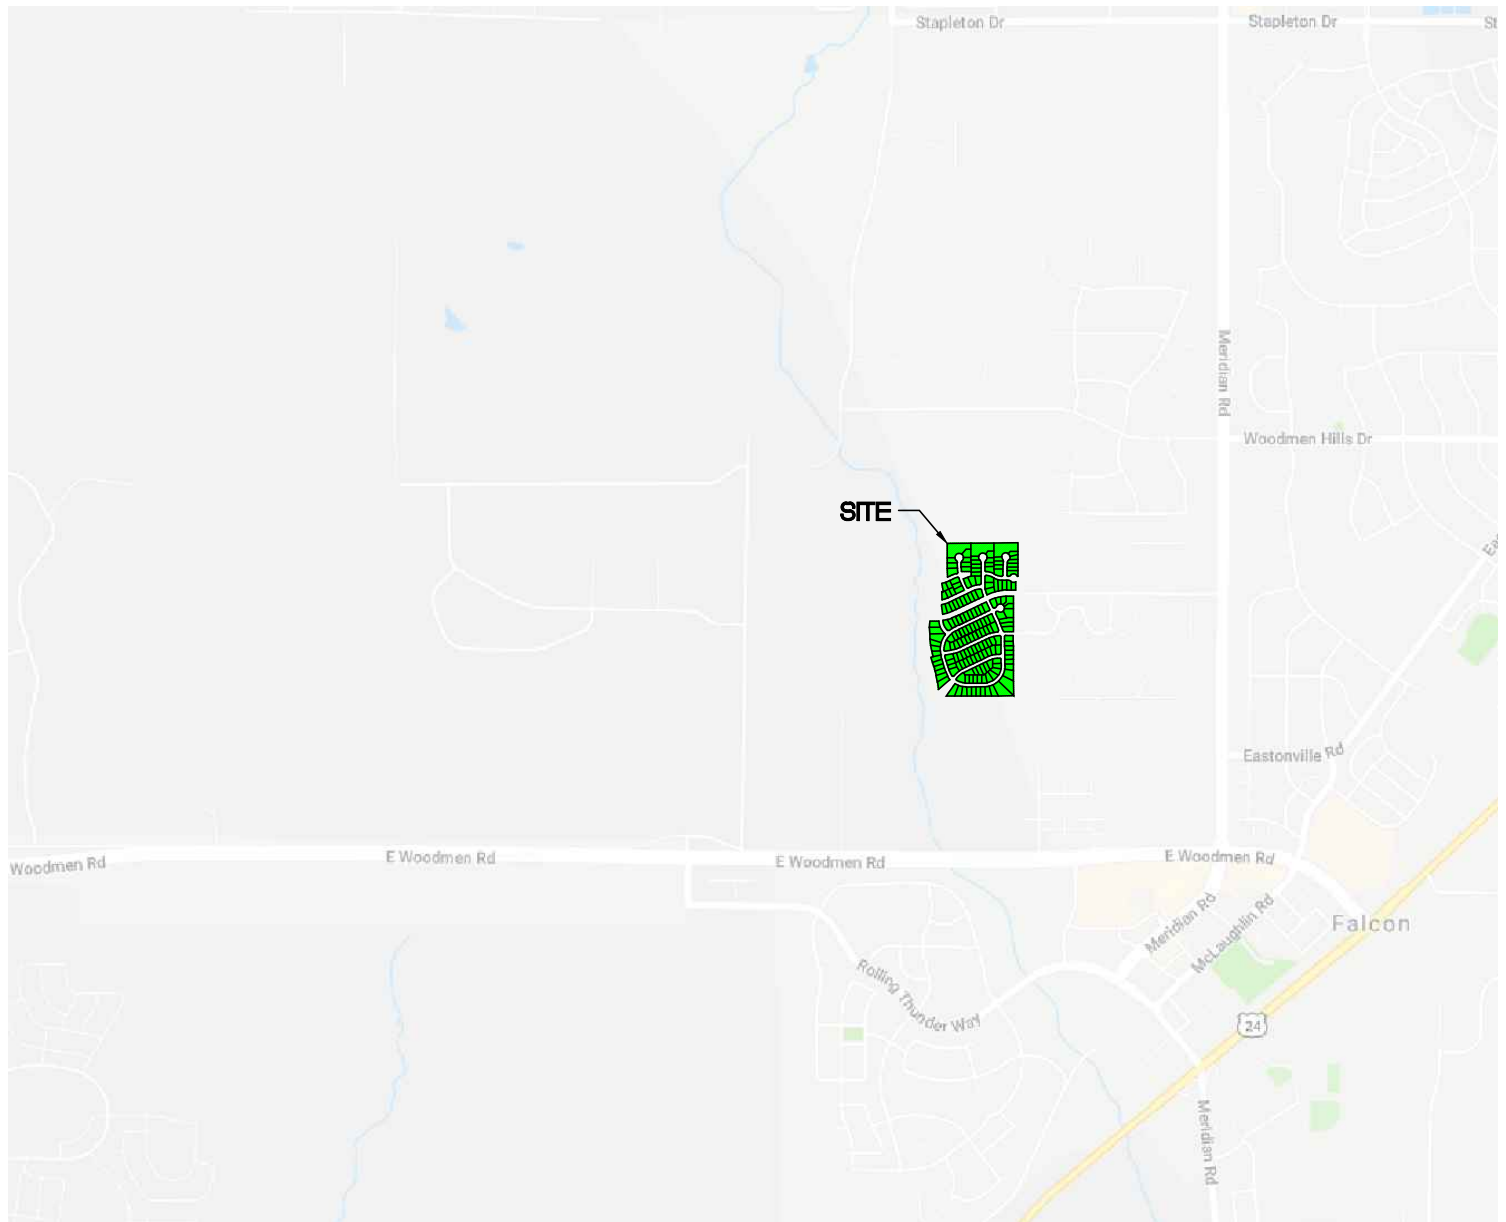 Stapleton Dr
Stapleton Dr
St
Meridian Rd
Woodmen Hills Dr
SITE
Ea
Eastonville Rd
Woodmen Rd
E Woodmen Rd
E Woodmen Rd
E Woodmen Rd
Meridian Rd
McLaughlin Rd
Falcon
Rolling Thunder Way
24
Meridian Rd